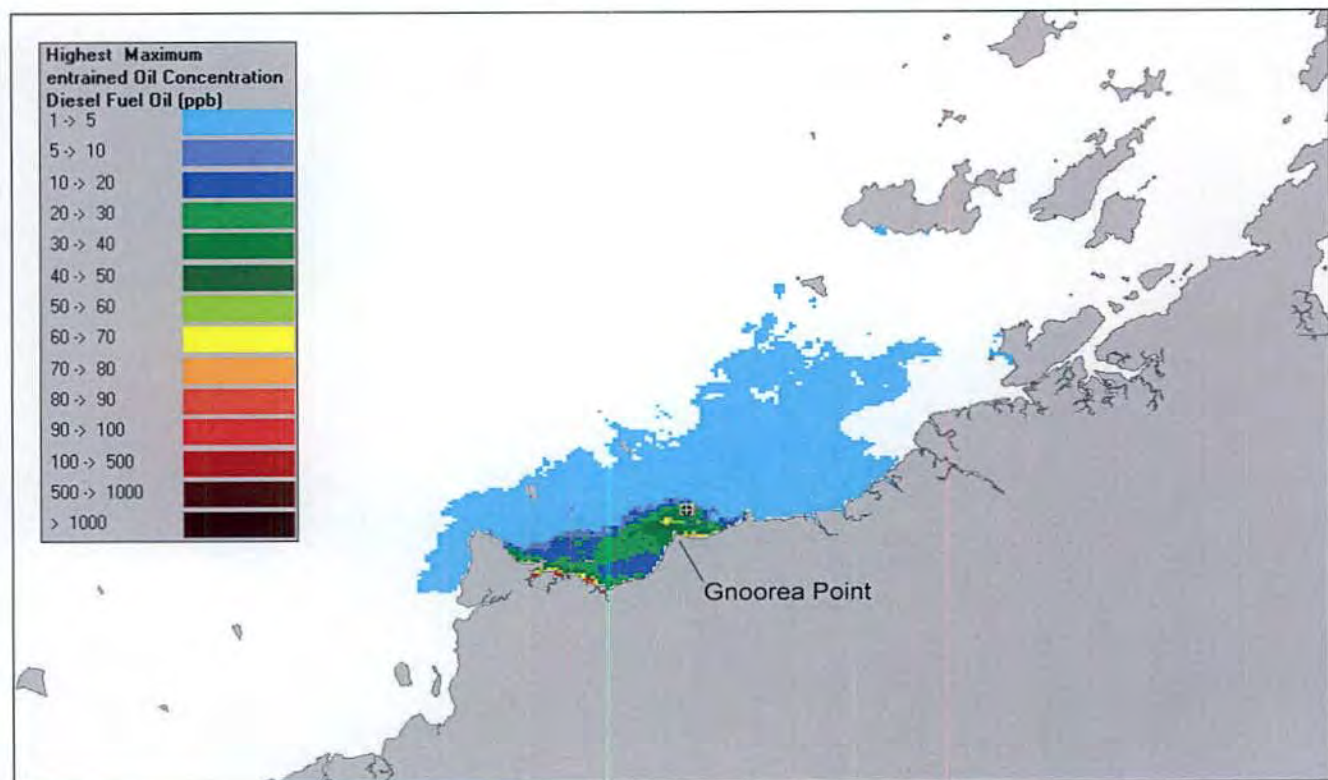 Highest Maximum
entrained Oil Concentration
Diesel Fuel Oil (ppb)
1 -> 5
5 -> 10
10 -> 20
20 -> 30
30 -> 40
40 -> 50
50 -> 60
60 -> 70
70 -> 80
80 -> 90
90 -> 100
100 -> 500
500 -> 1000
> 1000
Gnoorea Point